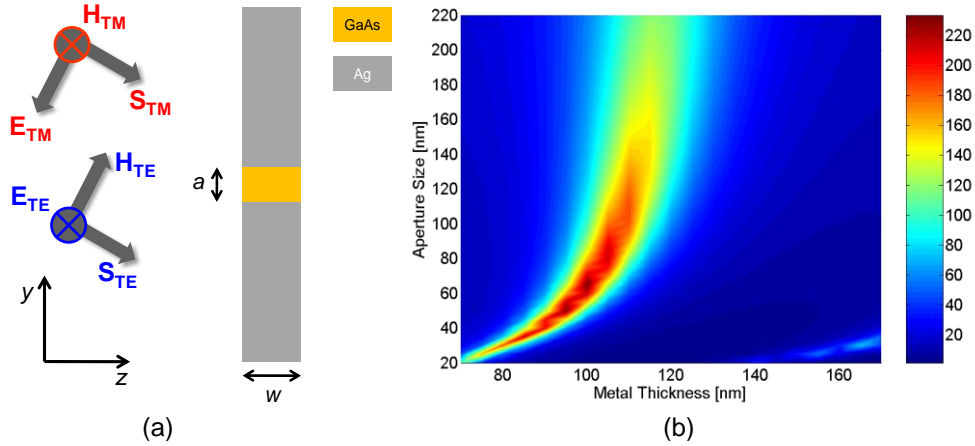 H_TM
E_TM
S_TM
H_TE
E_TE
S_TE
y
z
a
w
GaAs
Ag
(a)
220
200
180
160
140
120
100
80
60
40
20
Aperture Size [nm]
80
100
120
140
160
Metal Thickness [nm]
220
200
180
160
140
120
100
80
60
40
20
(b)